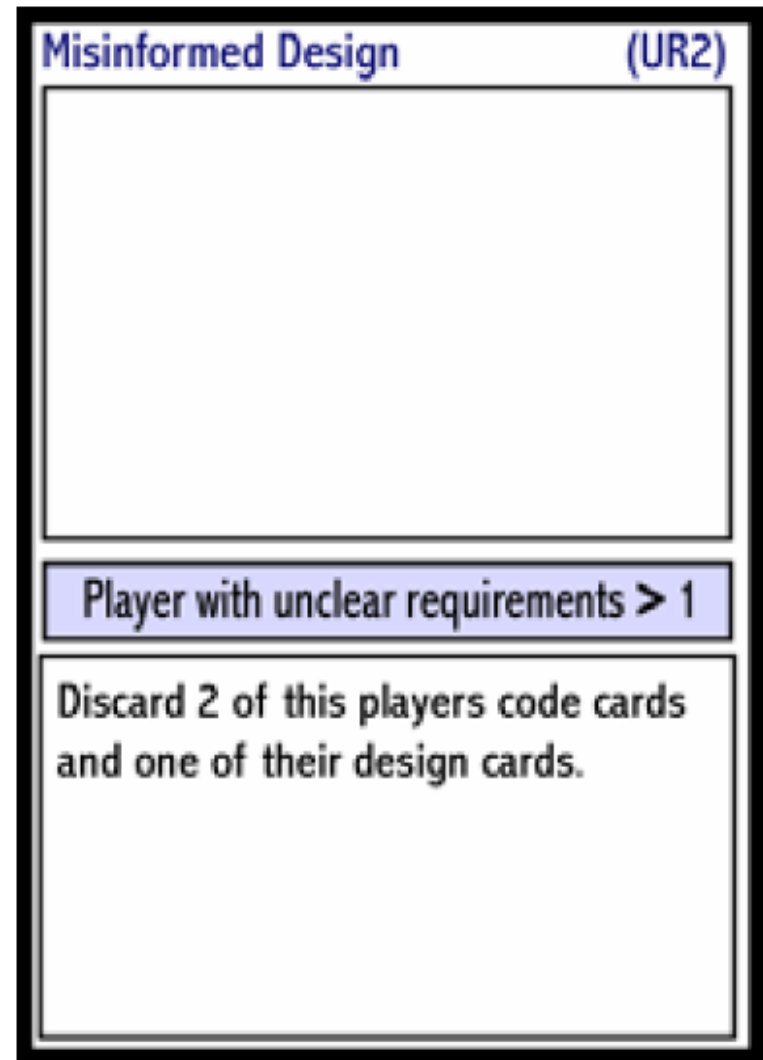 Misinformed Design (UR2)
Player with unclear requirements > 1
Discard 2 of this players code cards
and one of their design cards.